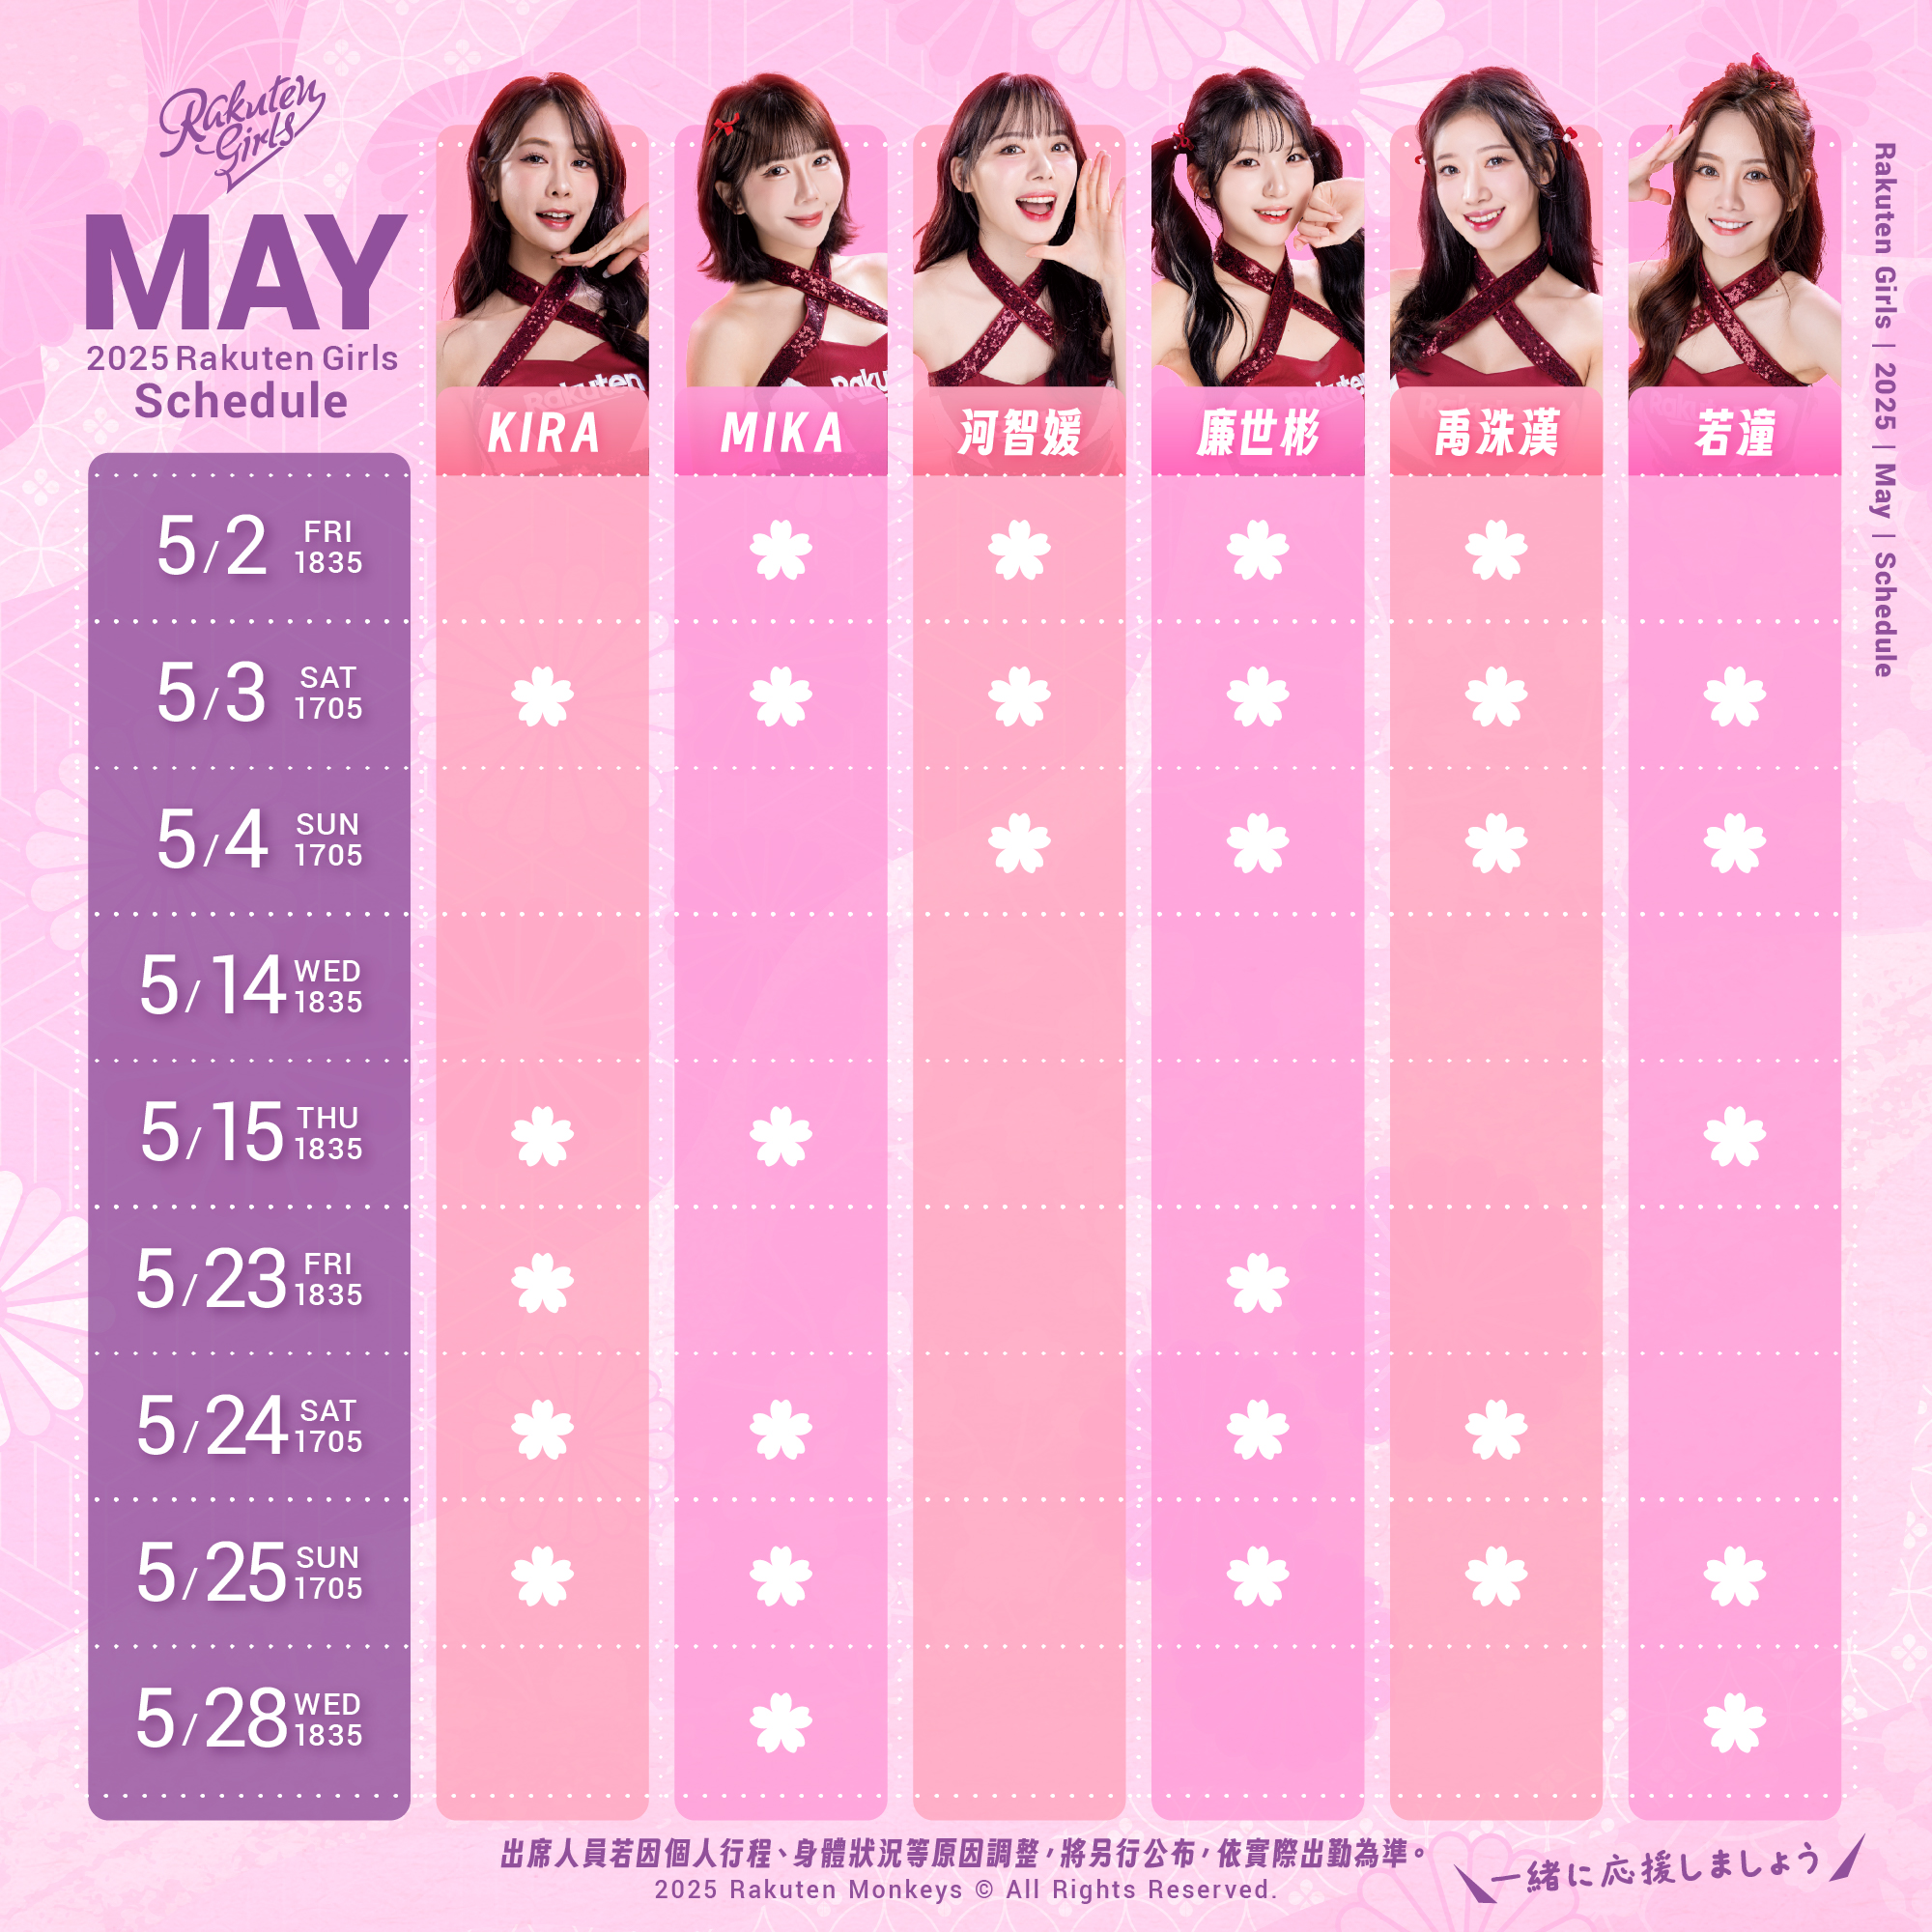 Rakuten
Girls
MAY
2025 Rakuten Girls
Schedule
KIRA
MIKA
河智媛
廉世彬
禹洙漢
若潼
5/2 FRI 1835
5/3 SAT 1705
5/4 SUN 1705
5/14 WED 1835
5/15 THU 1835
5/23 FRI 1835
5/24 SAT 1705
5/25 SUN 1705
5/28 WED 1835
Rakuten Girls | 2025 | May | Schedule
出席人員若因個人行程、身體狀況等原因調整，將另行公布，依實際出勤為準。
2025 Rakuten Monkeys © All Rights Reserved.
一緒に応援しましょう